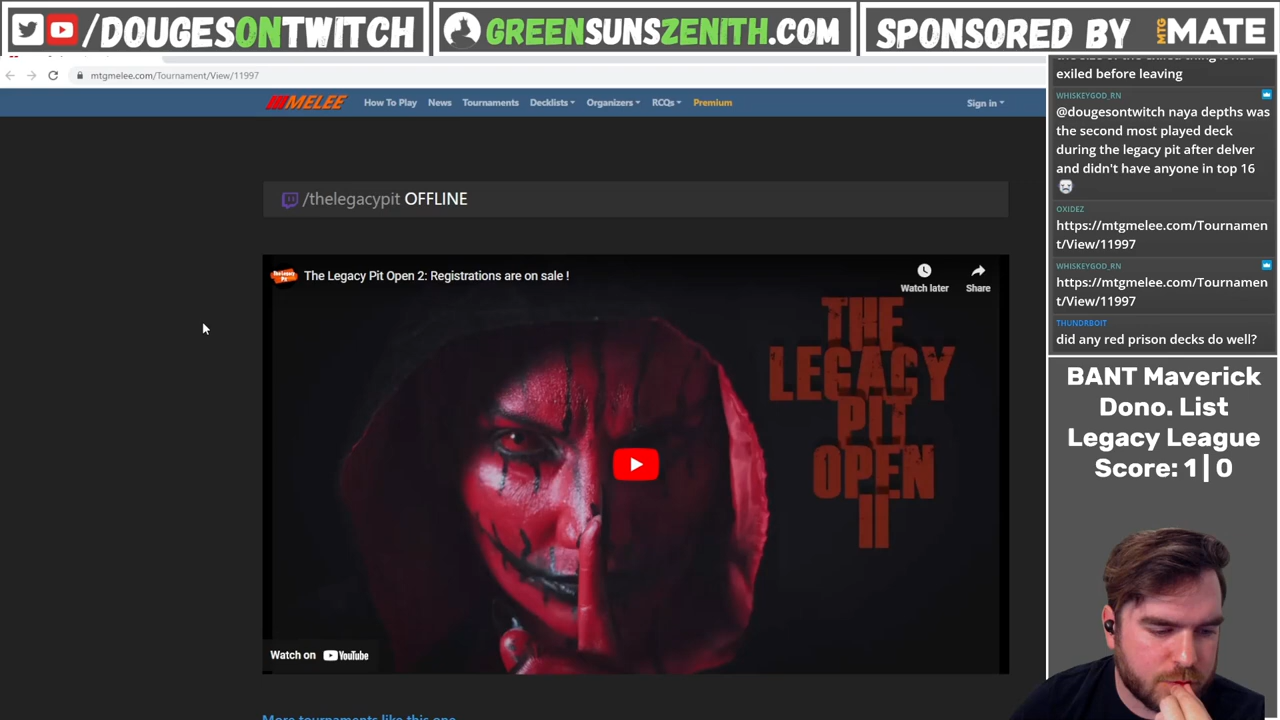 /DOUGESONTWITCH
GREENSUNSZENITH.COM
SPONSORED BY MTG MATE
mtgmelee.com/Tournament/View/11997
MELEE
How To Play
News
Tournaments
Decklists
Organizers
RCQs
Premium
Sign in
/thelegacypit OFFLINE
The Legacy Pit Open 2: Registrations are on sale !
Watch later
Share
THE
LEGACY
PIT
OPEN
II
Watch on YouTube
exiled before leaving
WHISKEYGOD_RN
@dougesontwitch naya depths was
the second most played deck
during the legacy pit after delver
and didn't have anyone in top 16
OXIDEZ
https://mtgmelee.com/Tournamen
t/View/11997
WHISKEYGOD_RN
https://mtgmelee.com/Tournamen
t/View/11997
THUNDRBOIT
did any red prison decks do well?
BANT Maverick
Dono. List
Legacy League
Score: 1 | 0